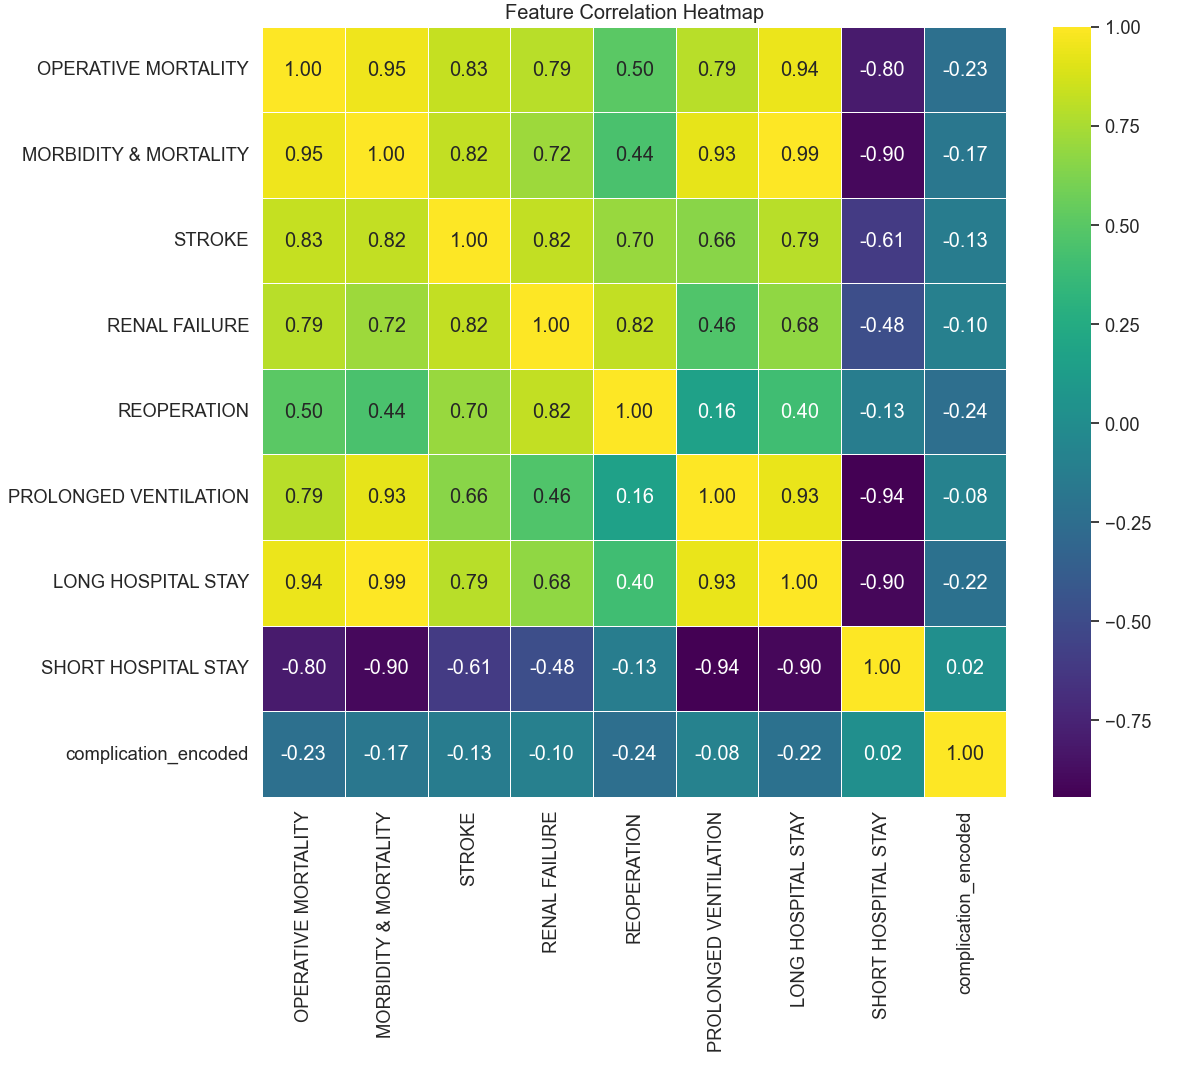 Feature Correlation Heatmap
OPERATIVE MORTALITY 1.00 0.95 0.83 0.79 0.50 0.79 0.94 -0.80 -0.23
MORBIDITY & MORTALITY 0.95 1.00 0.82 0.72 0.44 0.93 0.99 -0.90 -0.17
STROKE 0.83 0.82 1.00 0.82 0.70 0.66 0.79 -0.61 -0.13
RENAL FAILURE 0.79 0.72 0.82 1.00 0.82 0.46 0.68 -0.48 -0.10
REOPERATION 0.50 0.44 0.70 0.82 1.00 0.16 0.40 -0.13 -0.24
PROLONGED VENTILATION 0.79 0.93 0.66 0.46 0.16 1.00 0.93 -0.94 -0.08
LONG HOSPITAL STAY 0.94 0.99 0.79 0.68 0.40 0.93 1.00 -0.90 -0.22
SHORT HOSPITAL STAY -0.80 -0.90 -0.61 -0.48 -0.13 -0.94 -0.90 1.00 0.02
complication_encoded -0.23 -0.17 -0.13 -0.10 -0.24 -0.08 -0.22 0.02 1.00
OPERATIVE MORTALITY
MORBIDITY & MORTALITY
STROKE
RENAL FAILURE
REOPERATION
PROLONGED VENTILATION
LONG HOSPITAL STAY
SHORT HOSPITAL STAY
complication_encoded
1.00
0.75
0.50
0.25
0.00
−0.25
−0.50
−0.75